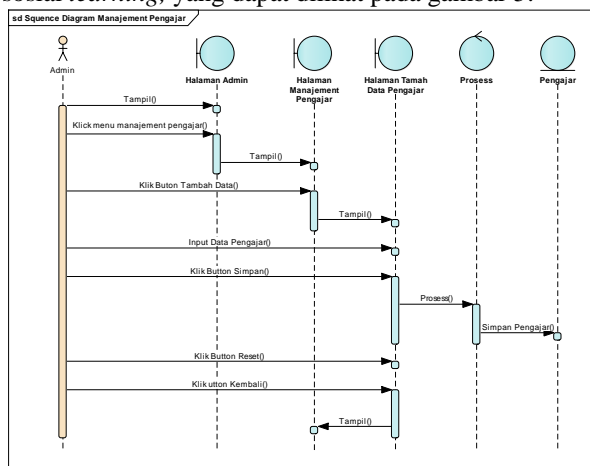 sosial learning, yang dapat dilihat pada gambar 3.
sd Squence Diagram Manajement Pengajar
Admin
Halaman Admin
Halaman
Manajement
Pengajar
Halaman Tamah
Data Pengajar
Prosess
Pengajar
Tampil()
Klick menu manajement pengajar()
Tampil()
Klik Buton Tambah Data()
Tampil()
Input Data Pengajar()
Klik Button Simpan()
Prosess()
Simpan Pengajar()
Klik Button Reset()
Klik utton Kembali()
Tampil()